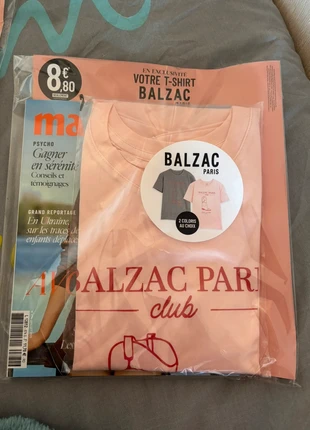 8€
,80
EN EXCLUSIVITÉ
VOTRE T-SHIRT
BALZAC
ma
PSYCHO
Gagner
en sérénité
Conseils et
témoignages
GRAND REPORTAGE
En Ukraine,
sur les traces des
enfants déplacés
BALZAC
PARIS
2 COLORIS
AU CHOIX
BALZAC PARI
club